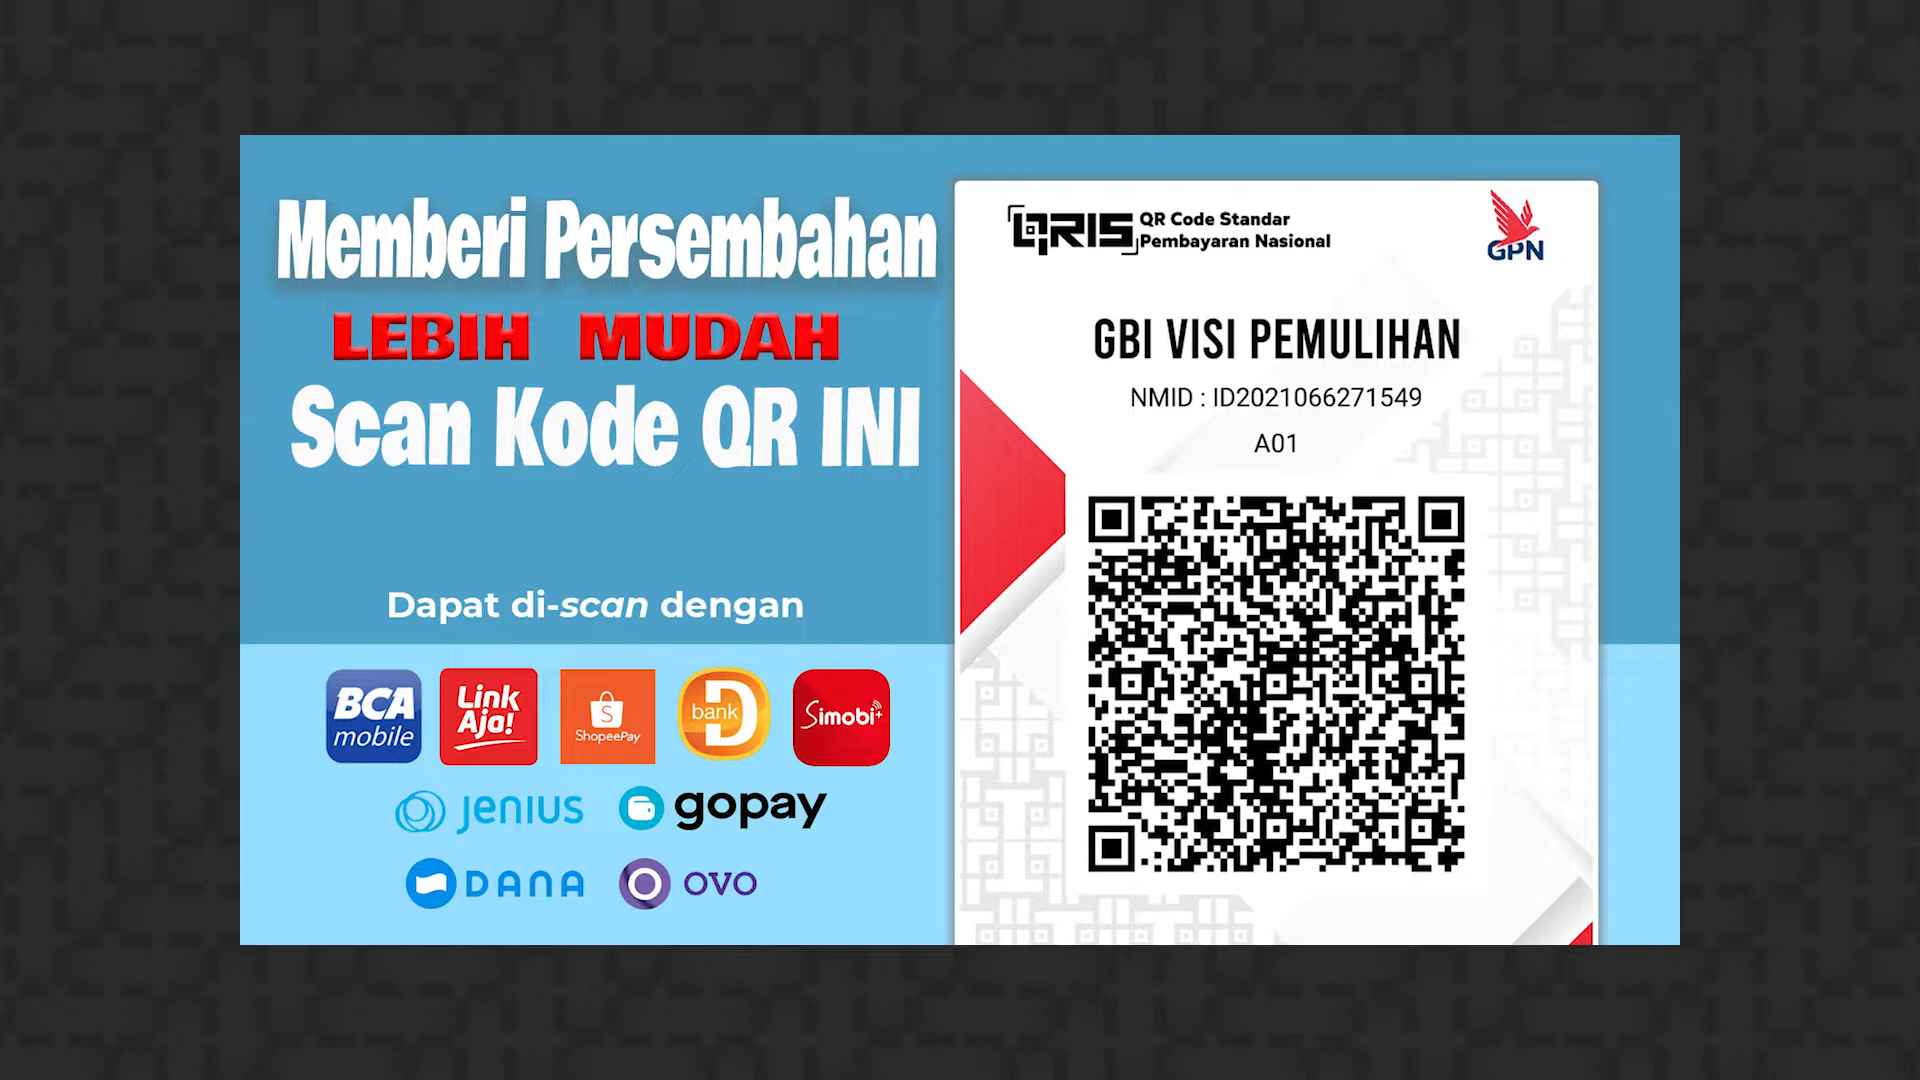 Memberi Persembahan
LEBIH MUDAH
Scan Kode QR INI
Dapat di-scan dengan
BCA
mobile
Link
Aja!
S
ShopeePay
D
bank
Simobi+
Jenius
gopay
DANA
OVO
QRIS
QR Code Standar
Pembayaran Nasional
GPN
GBI VISI PEMULIHAN
NMID : ID2021066271549
A01